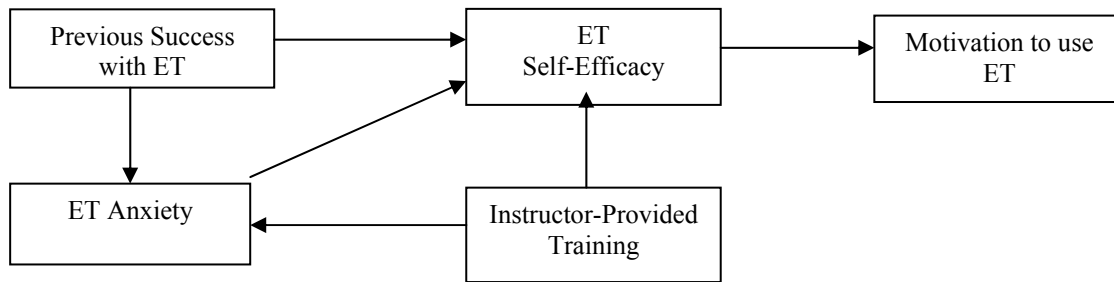 Previous Success
with ET
ET
Self-Efficacy
Motivation to use
ET
ET Anxiety
Instructor-Provided
Training